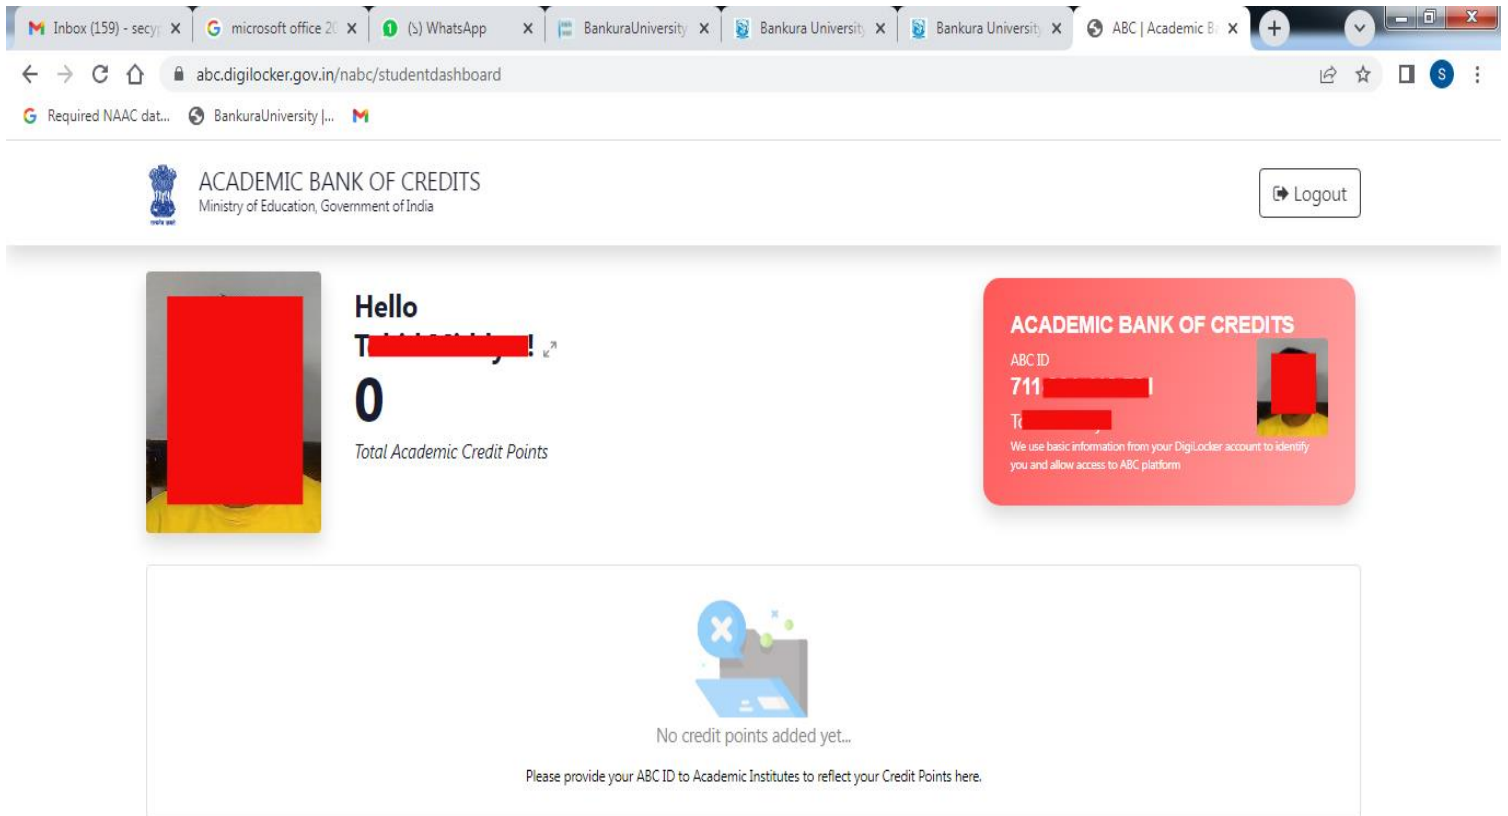 Inbox (159) - secy
microsoft office 20
WhatsApp
BankuraUniversity
Bankura University
Bankura University
ABC | Academic Ba
abc.digilocker.gov.in/nabc/studentdashboard
S
Required NAAC dat...
BankuraUniversity |...
ACADEMIC BANK OF CREDITS
Ministry of Education, Government of India
Logout
Hello
!
0
Total Academic Credit Points
ACADEMIC BANK OF CREDITS
ABC ID
711
We use basic information from your DigiLocker account to identify
you and allow access to ABC platform
No credit points added yet...
Please provide your ABC ID to Academic Institutes to reflect your Credit Points here.